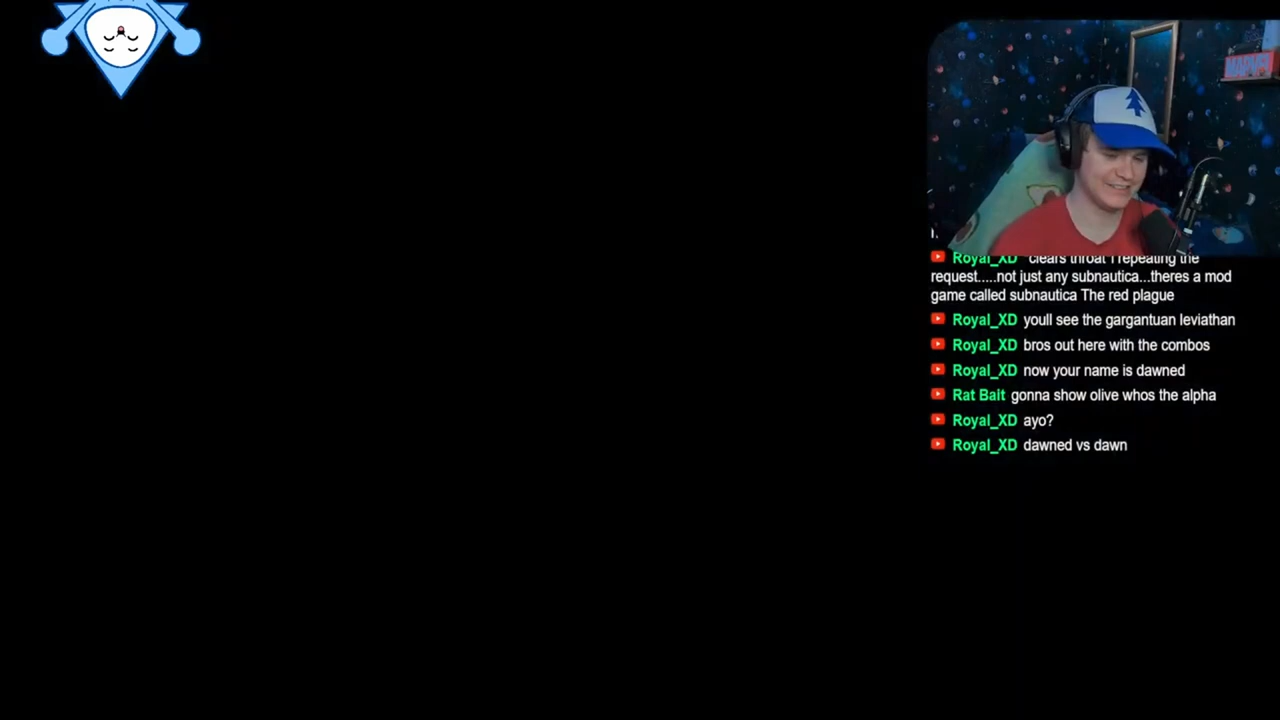 MARVEL
Royal_XD *clears throat* repeating the
request.....not just any subnautica...theres a mod
game called subnautica The red plague
Royal_XD youll see the gargantuan leviathan
Royal_XD bros out here with the combos
Royal_XD now your name is dawned
Rat Balt gonna show olive whos the alpha
Royal_XD ayo?
Royal_XD dawned vs dawn